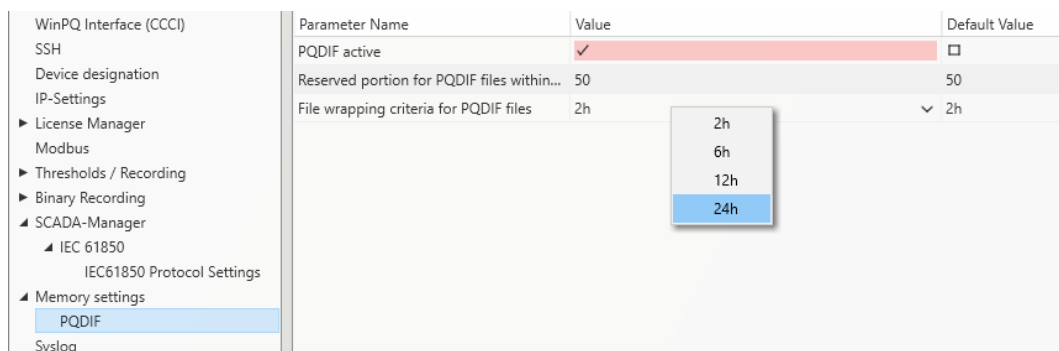 WinPQ Interface (CCCI)
SSH
Device designation
IP-Settings
License Manager
Modbus
Thresholds / Recording
Binary Recording
SCADA-Manager
IEC 61850
IEC61850 Protocol Settings
Memory settings
PQDIF
Syslog
Parameter Name Value Default Value
PQDIF active
Reserved portion for PQDIF files within... 50 50
File wrapping criteria for PQDIF files 2h 2h
2h
6h
12h
24h